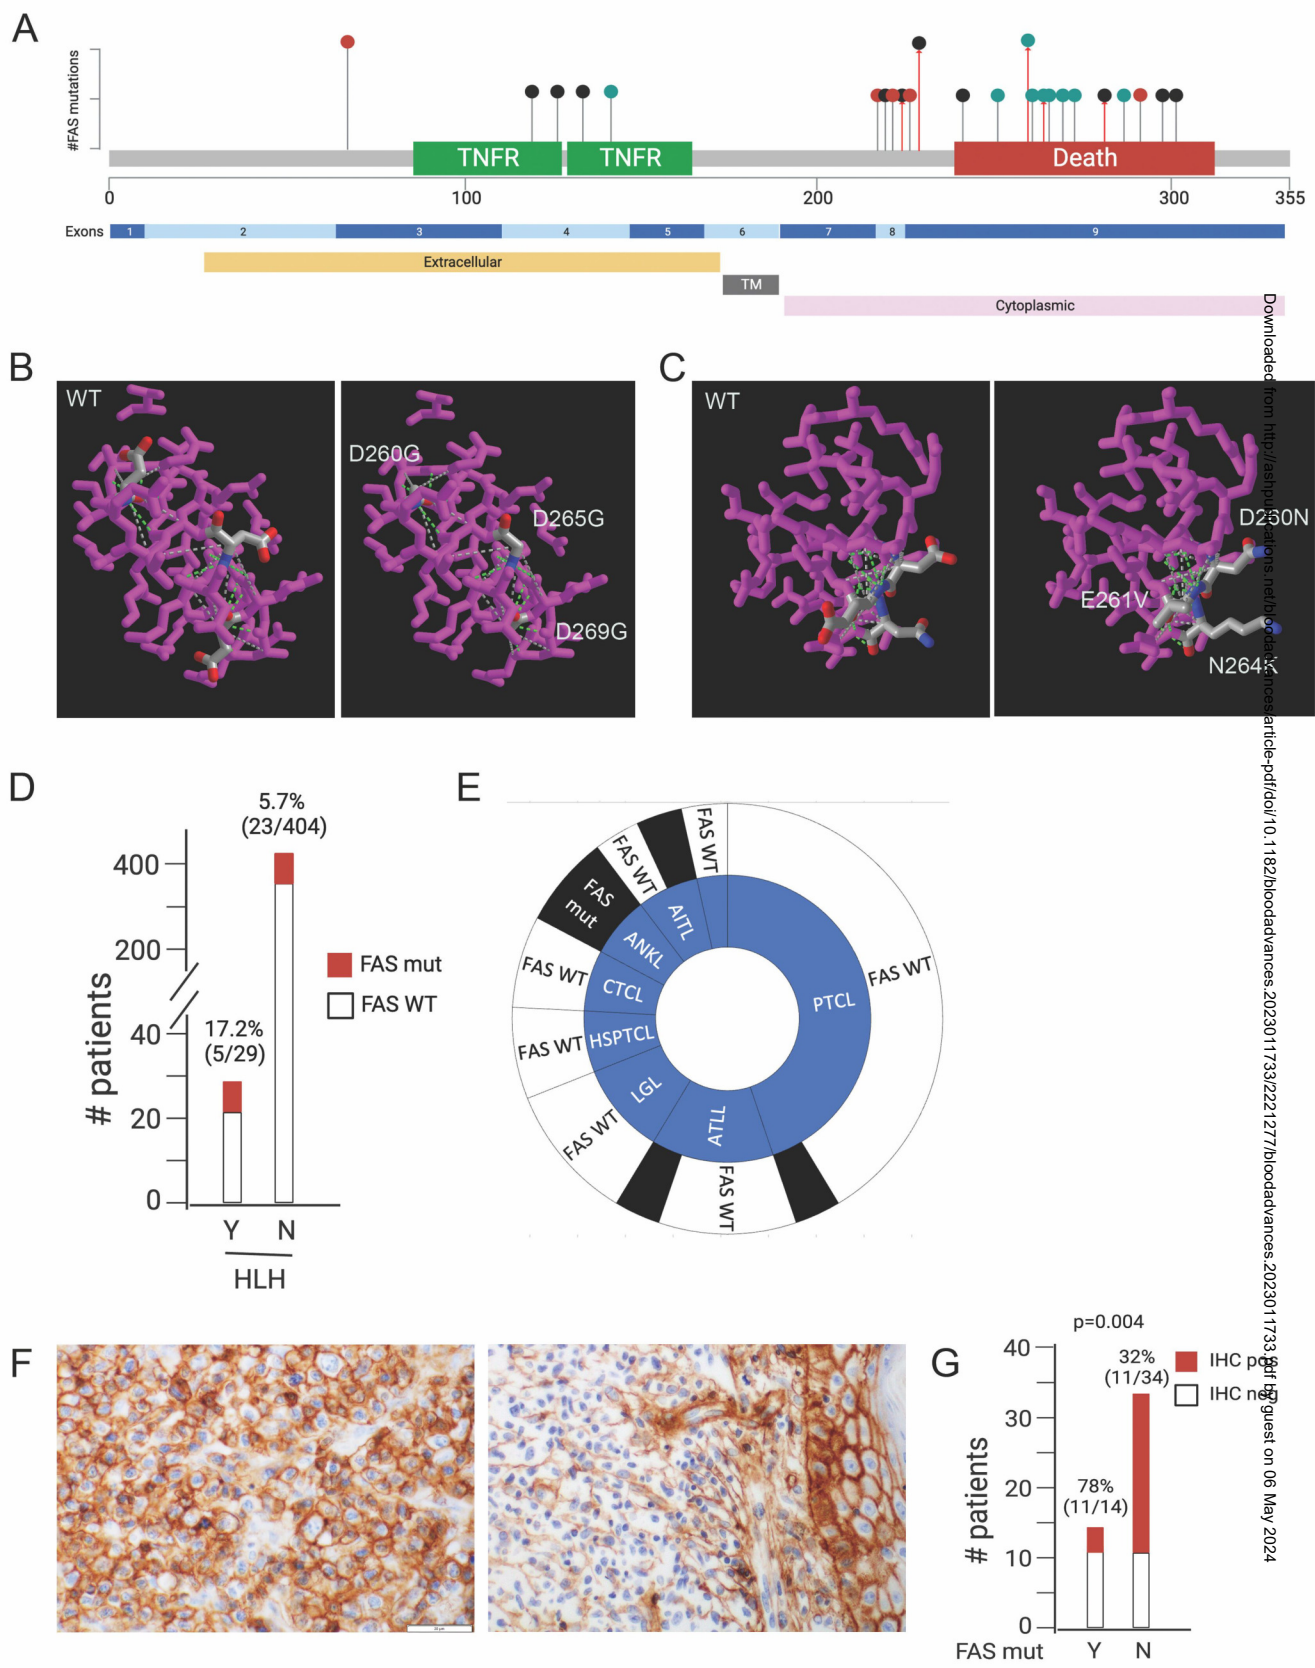 A
#FAS mutations
TNFR
TNFR
Death
0
100
200
300
355
Exons
1
2
3
4
5
6
7
8
9
Extracellular
TM
Cytoplasmic
B
WT
D260G
D265G
D269G
C
WT
D260N
E261V
N264K
D
5.7%
(23/404)
400
200
17.2%
(5/29)
40
20
0
# patients
FAS mut
FAS WT
Y
N
HLH
E
FAS WT
PTCL
FAS WT
ATLL
FAS WT
LGL
FAS WT
HSPTCL
FAS WT
CTCL
FAS WT
ANKL
FAS
mut
AITL
FAS WT
F
G
p=0.004
40
30
20
10
0
# patients
32%
(11/34)
78%
(11/14)
IHC pos
IHC neg
FAS mut
Y
N
Downloaded from http://ashpublications.net/bloodadvances/article-pdf/doi/10.1182/bloodadvances.2023011733/2221277/bloodadvances.2023011733.pdf by guest on 06 May 2024